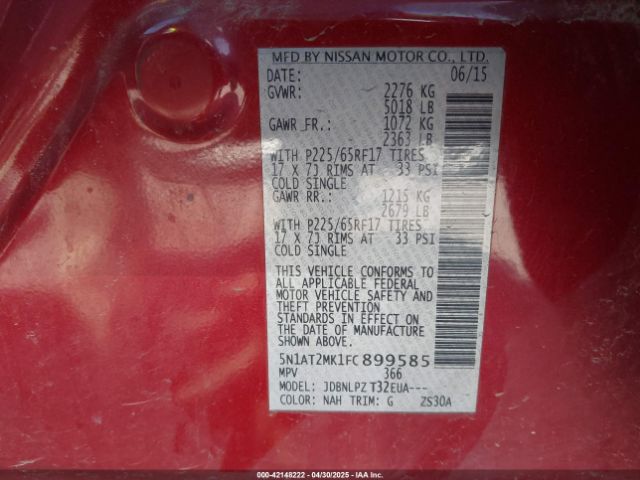 MFD BY NISSAN MOTOR CO., LTD.
DATE: 06/15
GVWR: 2276 KG
5018 LB
GAWR FR.: 1072 KG
2363 LB
WITH P225/65RF17 TIRES
17 X 7J RIMS AT 33 PSI
COLD SINGLE
GAWR RR.: 1215 KG
2679 LB
WITH P225/65RF17 TIRES
17 X 7J RIMS AT 33 PSI
COLD SINGLE
THIS VEHICLE CONFORMS TO
ALL APPLICABLE FEDERAL
MOTOR VEHICLE SAFETY AND
THEFT PREVENTION
STANDARDS IN EFFECT ON
THE DATE OF MANUFACTURE
SHOWN ABOVE.
5N1AT2MK1FC899585
MPV 366
MODEL: JDBNLPZ T32EUA---
COLOR: NAH TRIM: G ZS30A
000-42148222 - 04/30/2025 - IAA Inc.